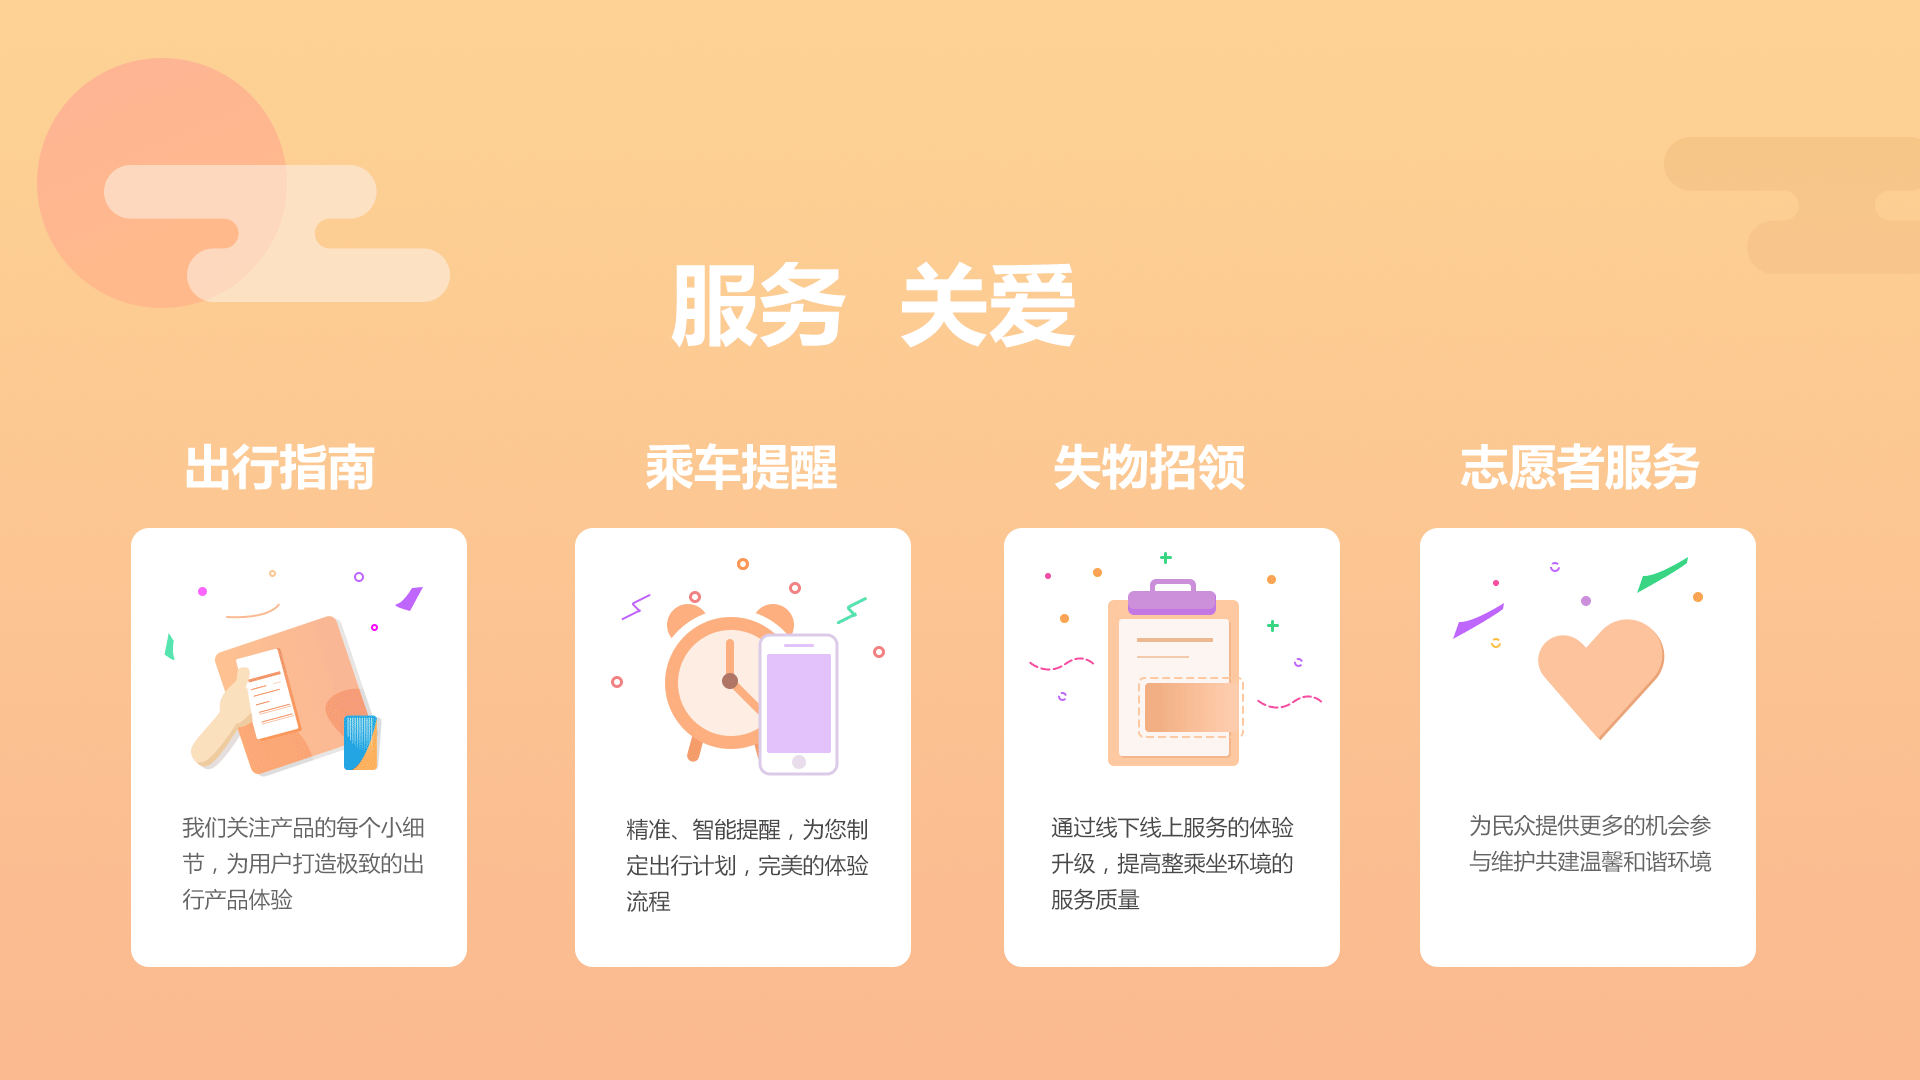 服务 关爱
出行指南
乘车提醒
失物招领
志愿者服务
我们关注产品的每个小细
节，为用户打造极致的出
行产品体验
精准、智能提醒，为您制
定出行计划，完美的体验
流程
通过线下线上服务的体验
升级，提高整乘坐环境的
服务质量
为民众提供更多的机会参
与维护共建温馨和谐环境